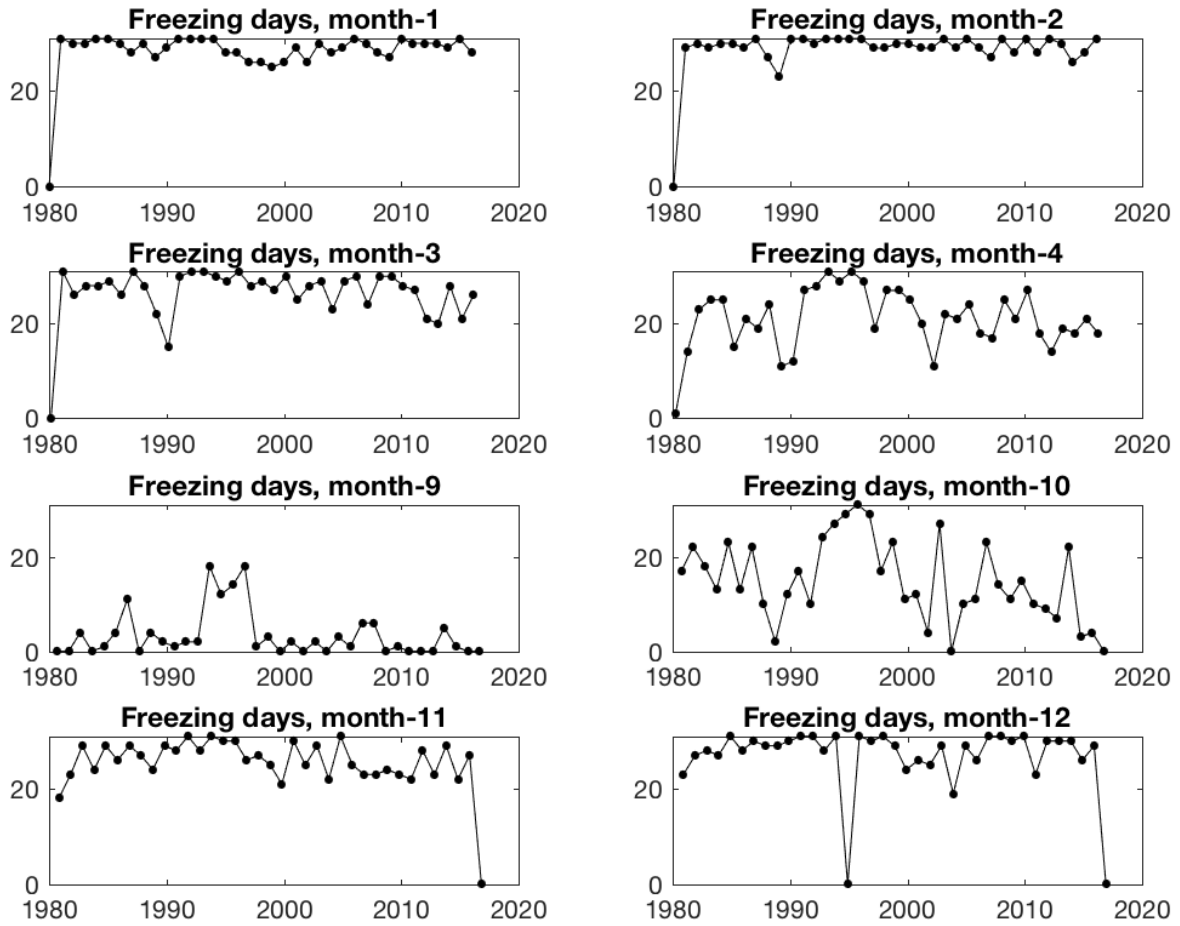 Freezing days, month-1
20
0
1980 1990 2000 2010 2020
Freezing days, month-2
20
0
1980 1990 2000 2010 2020
Freezing days, month-3
20
0
1980 1990 2000 2010 2020
Freezing days, month-4
20
0
1980 1990 2000 2010 2020
Freezing days, month-9
20
0
1980 1990 2000 2010 2020
Freezing days, month-10
20
0
1980 1990 2000 2010 2020
Freezing days, month-11
20
0
1980 1990 2000 2010 2020
Freezing days, month-12
20
0
1980 1990 2000 2010 2020